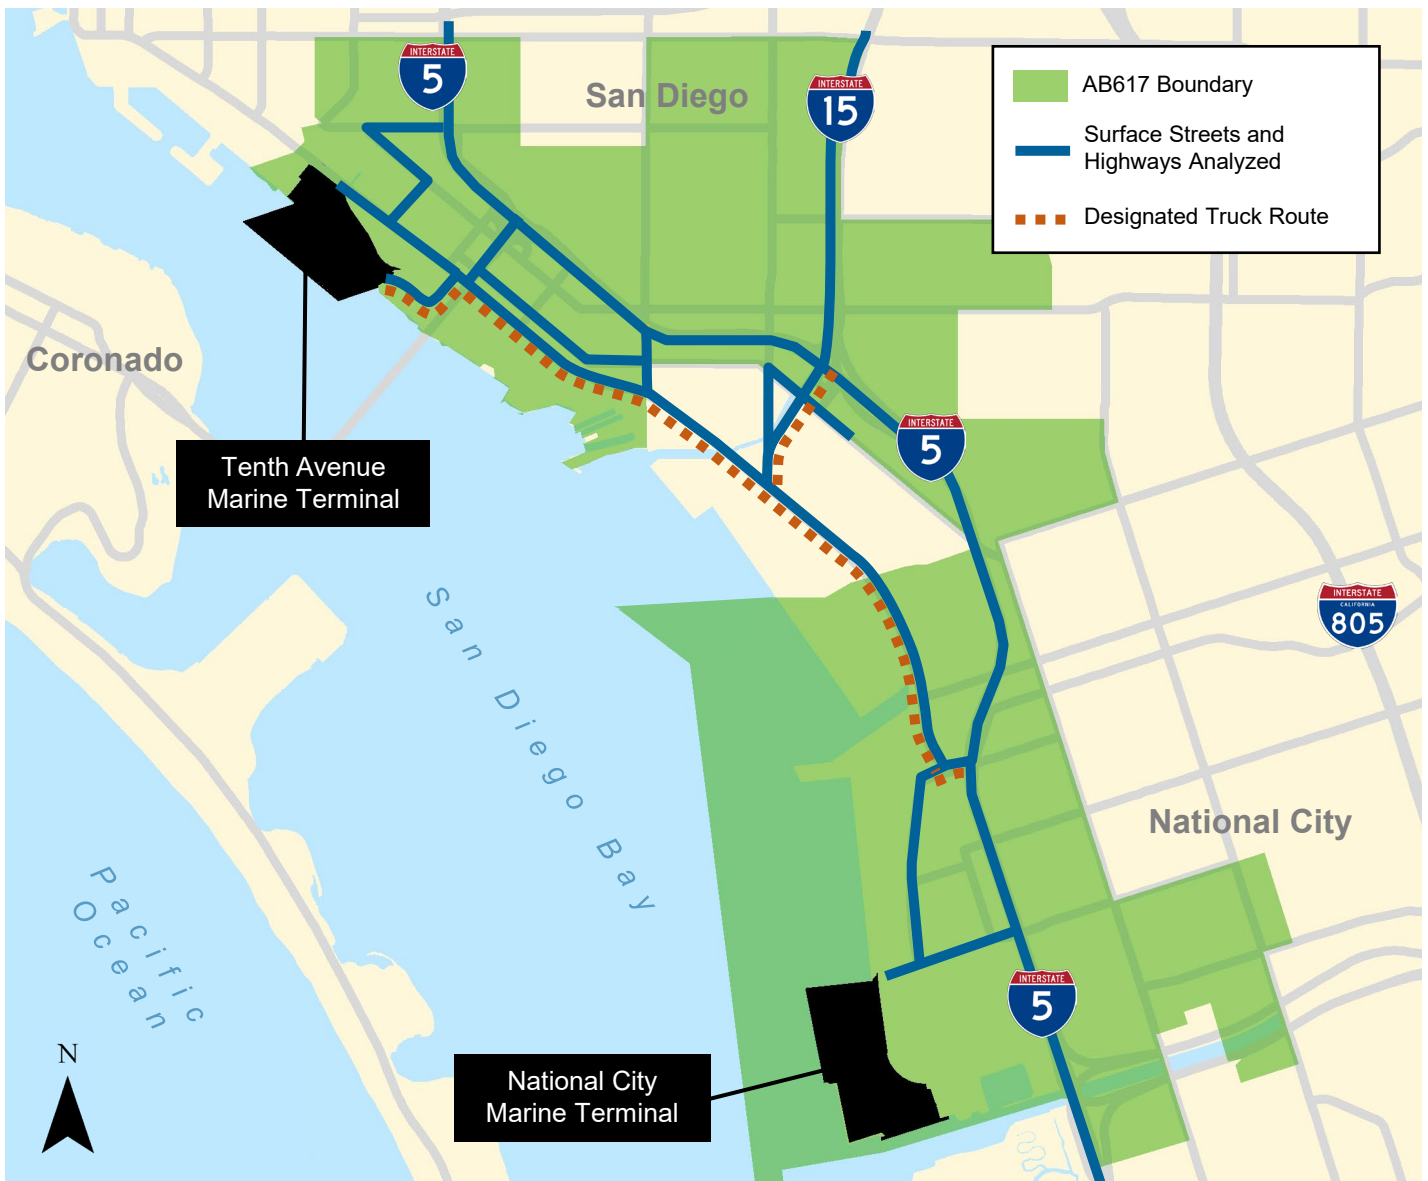 INTERSTATE
5
San Diego
INTERSTATE
15
AB617 Boundary
Surface Streets and
Highways Analyzed
Designated Truck Route
Coronado
Tenth Avenue
Marine Terminal
INTERSTATE
5
INTERSTATE
CALIFORNIA
805
San Diego Bay
National City
Pacific
Ocean
INTERSTATE
5
N
National City
Marine Terminal